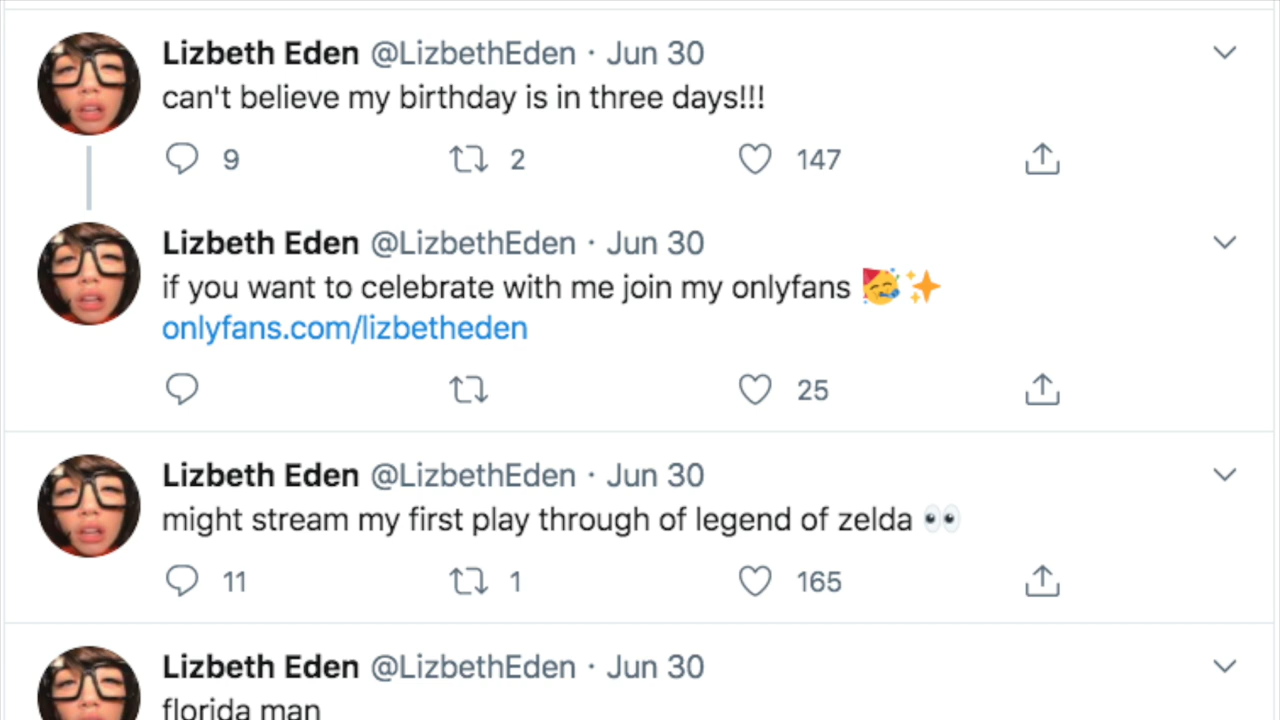 Lizbeth Eden @LizbethEden · Jun 30
can't believe my birthday is in three days!!!
9 2 147
Lizbeth Eden @LizbethEden · Jun 30
if you want to celebrate with me join my onlyfans 🥳✨
onlyfans.com/lizbetheden
25
Lizbeth Eden @LizbethEden · Jun 30
might stream my first play through of legend of zelda 👀
11 1 165
Lizbeth Eden @LizbethEden · Jun 30
florida man